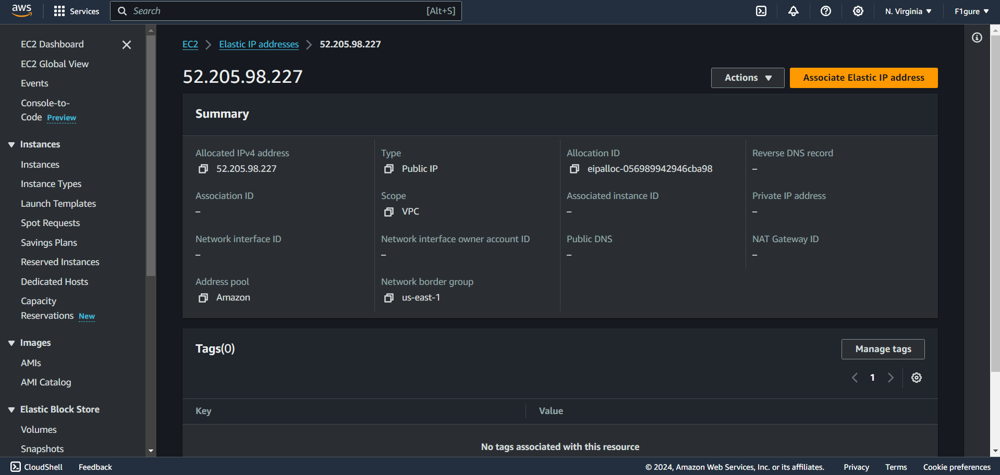 aws Services Search [Alt+S] N. Virginia F1gure
EC2 Dashboard
EC2 Global View
Events
Console-to-
Code Preview
Instances
Instances
Instance Types
Launch Templates
Spot Requests
Savings Plans
Reserved Instances
Dedicated Hosts
Capacity
Reservations New
Images
AMIs
AMI Catalog
Elastic Block Store
Volumes
Snapshots
EC2 Elastic IP addresses 52.205.98.227
52.205.98.227
Actions Associate Elastic IP address
Summary
Allocated IPv4 address
52.205.98.227
Type
Public IP
Allocation ID
eipalloc-056989942946cba98
Reverse DNS record
–
Association ID
–
Scope
VPC
Associated instance ID
–
Private IP address
–
Network interface ID
–
Network interface owner account ID
–
Public DNS
–
NAT Gateway ID
–
Address pool
Amazon
Network border group
us-east-1
Tags(0)
Manage tags
1
Key Value
No tags associated with this resource
CloudShell Feedback © 2024, Amazon Web Services, Inc. or its affiliates. Privacy Terms Cookie preferences